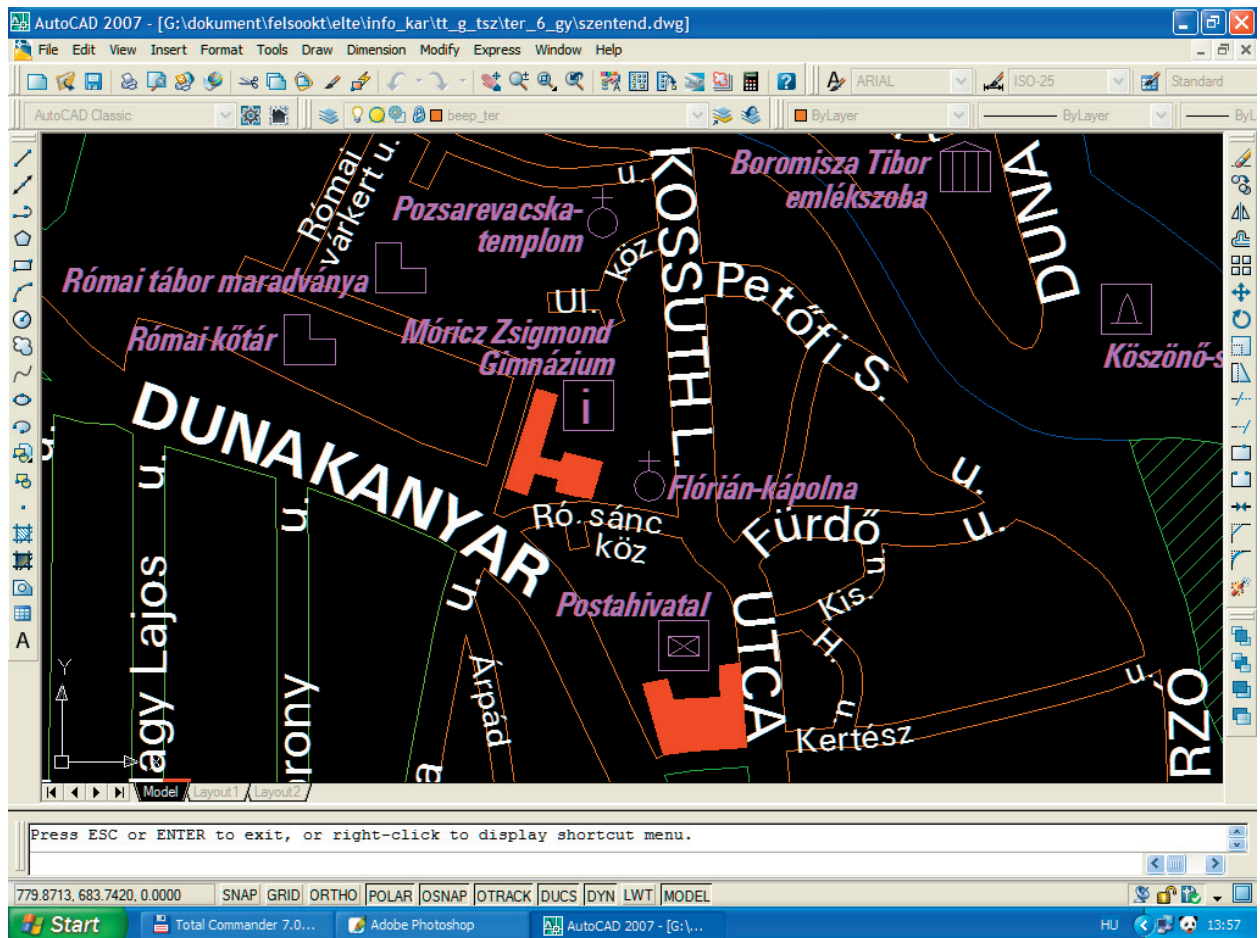 AutoCAD 2007 - [G:\dokument\felsookt\elte\info_kar\tt_g_tsz\ter_6_gy\szentend.dwg]
File Edit View Insert Format Tools Draw Dimension Modify Express Window Help
ARIAL ISO-25 Standard
AutoCAD Classic beep_ter ByLayer ByLayer ByL
Római
várkert u.
u.
KOSSUTH L.
UTCA
Boromisza Tibor
emlékszoba
DUNA
Pozsarevacska-
templom
köz
Ul.
Petőfi S.
u.
Római tábor maradványa
Római kőtár
Móricz Zsigmond
Gimnázium
i
Köszönő-s
DUNAKANYAR
u.
u.
u.
u.
Flórián-kápolna
Ró. sánc
köz
Fürdő
u.
Kis.
n.
H.
n.
Postahivatal
Nagy Lajos
orony
Árpád
a
Kertész
u.
RZÓ
Y
X
Model Layout1 Layout2
Press ESC or ENTER to exit, or right-click to display shortcut menu.
779.8713, 683.7420, 0.0000 SNAP GRID ORTHO POLAR OSNAP OTRACK DUCS DYN LWT MODEL
Start Total Commander 7.0... Adobe Photoshop AutoCAD 2007 - [G:\... HU 13:57